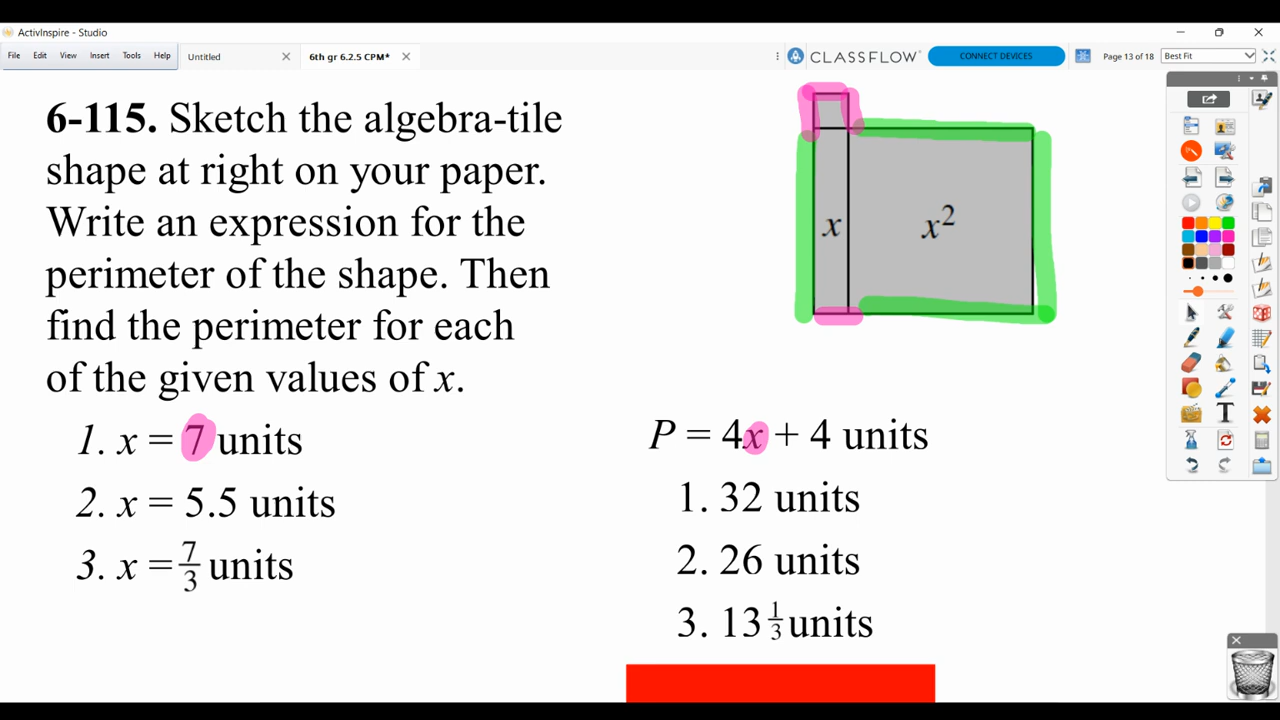 ActivInspire - Studio
File Edit View Insert Tools Help Untitled 6th gr 6.2.5 CPM* CLASSFLOW CONNECT DEVICES Page 13 of 18 Best Fit
6-115. Sketch the algebra-tile
shape at right on your paper.
Write an expression for the
perimeter of the shape. Then
find the perimeter for each
of the given values of x.
1. x = 7 units
2. x = 5.5 units
3. x = 7/3 units
x x²
P = 4x + 4 units
1. 32 units
2. 26 units
3. 13 1/3 units